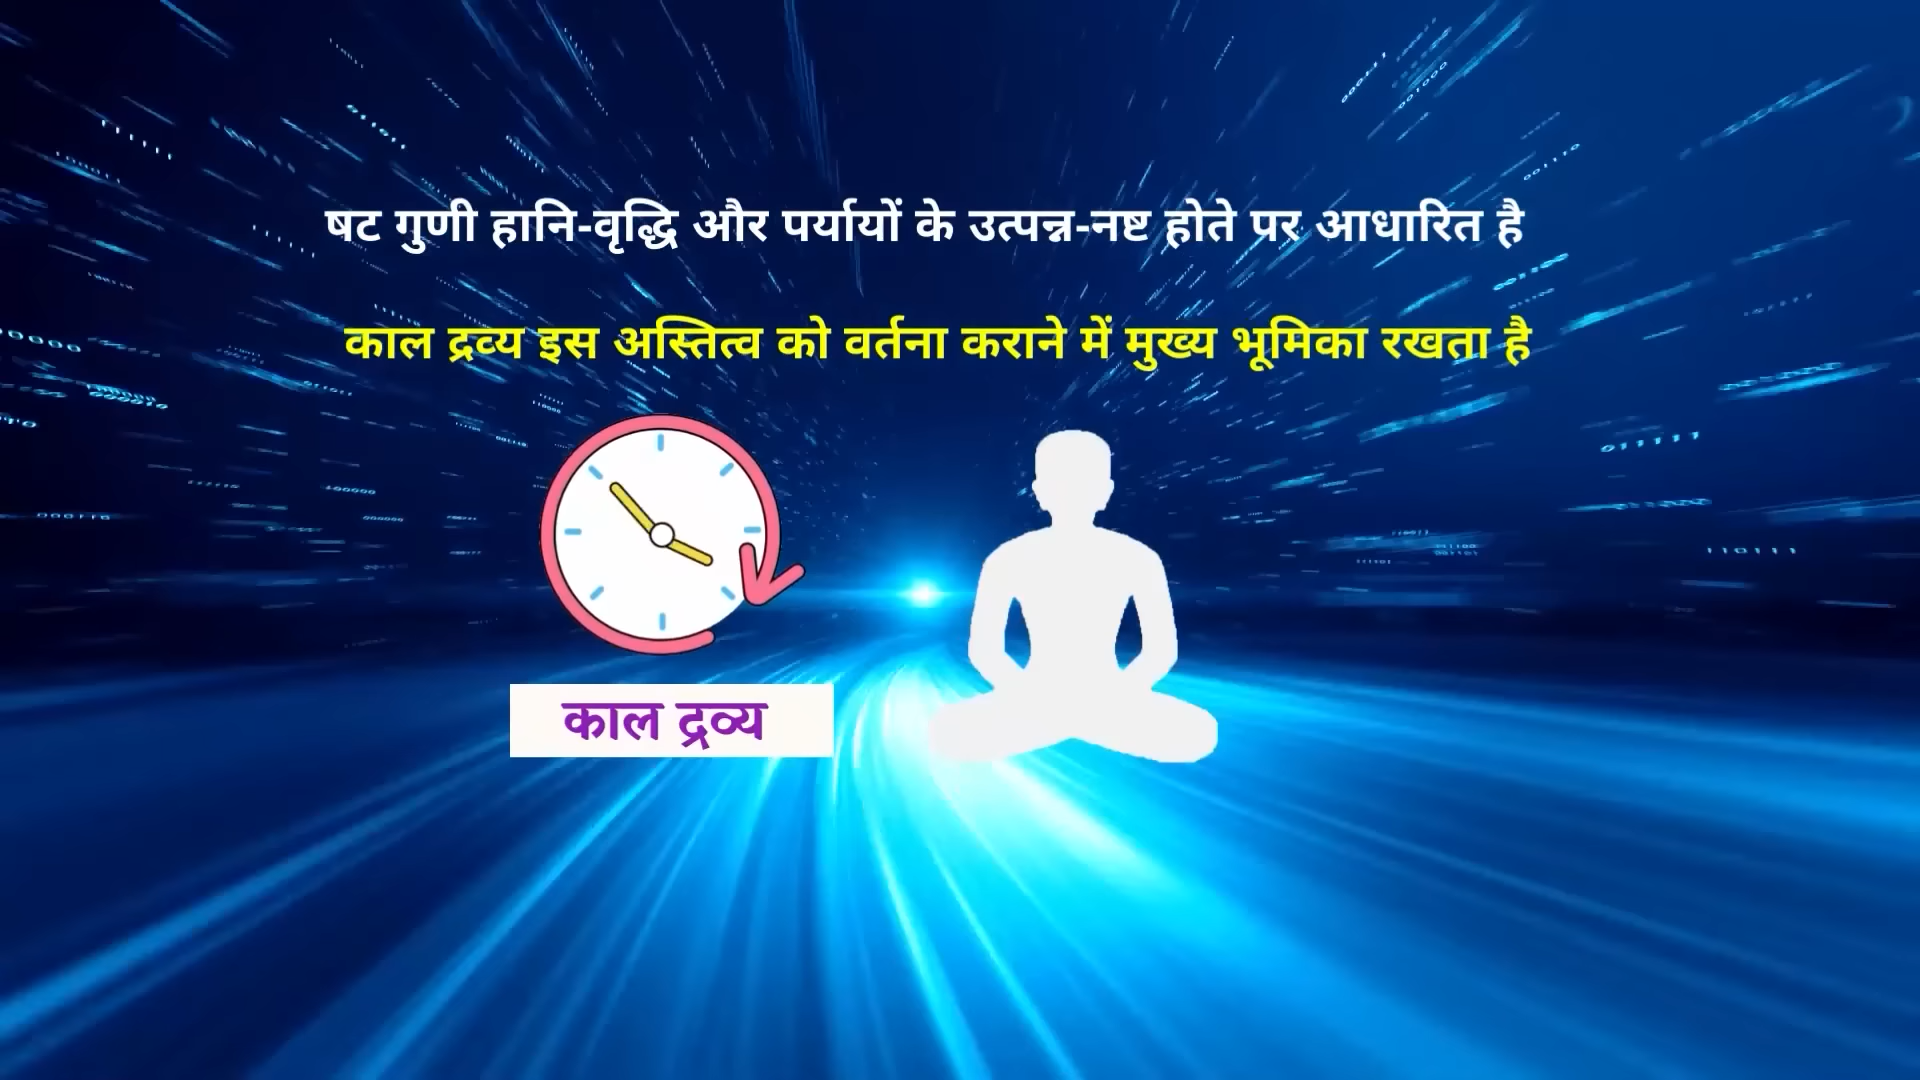 षट गुणी हानि-वृद्धि और पर्यायों के उत्पन्न-नष्ट होते पर आधारित है
काल द्रव्य इस अस्तित्व को वर्तना कराने में मुख्य भूमिका रखता है
काल द्रव्य